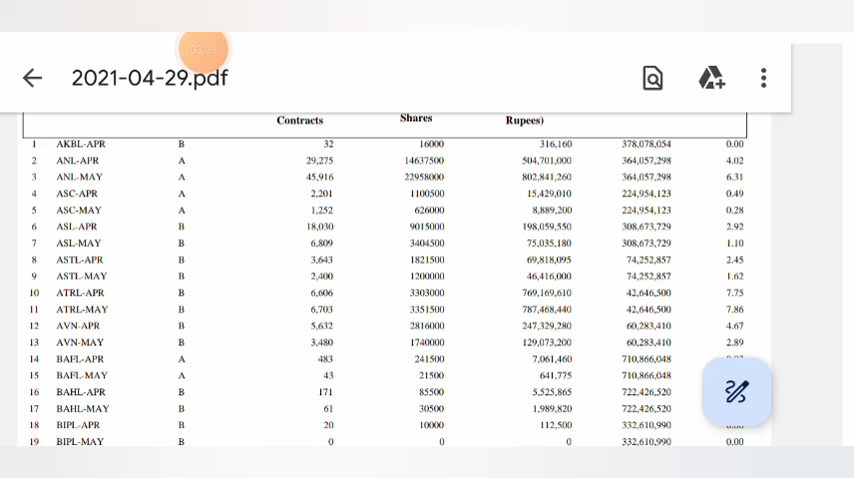 03:03
2021-04-29.pdf
Contracts Shares Rupees)
1 AKBL-APR B 32 16000 316,160 378,078,054 0.00
2 ANL-APR A 29,275 14637500 504,701,000 364,057,298 4.02
3 ANL-MAY A 45,916 22958000 802,841,260 364,057,298 6.31
4 ASC-APR A 2,201 1100500 15,429,010 224,954,123 0.49
5 ASC-MAY A 1,252 626000 8,889,200 224,954,123 0.28
6 ASL-APR B 18,030 9015000 198,059,550 308,673,729 2.92
7 ASL-MAY B 6,809 3404500 75,035,180 308,673,729 1.10
8 ASTL-APR B 3,643 1821500 69,818,095 74,252,857 2.45
9 ASTL-MAY B 2,400 1200000 46,416,000 74,252,857 1.62
10 ATRL-APR B 6,606 3303000 769,169,610 42,646,500 7.75
11 ATRL-MAY B 6,703 3351500 787,468,440 42,646,500 7.86
12 AVN-APR B 5,632 2816000 247,329,280 60,283,410 4.67
13 AVN-MAY B 3,480 1740000 129,073,200 60,283,410 2.89
14 BAFL-APR A 483 241500 7,061,460 710,866,048
15 BAFL-MAY A 43 21500 641,775 710,866,048
16 BAHL-APR B 171 85500 5,525,865 722,426,520
17 BAHL-MAY B 61 30500 1,989,820 722,426,520
18 BIPL-APR B 20 10000 112,500 332,610,990
19 BIPL-MAY B 0 0 0 332,610,990 0.00